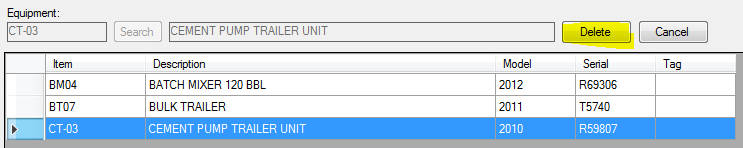 Equipment:
CT-03 Search CEMENT PUMP TRAILER UNIT Delete Cancel
Item Description Model Serial Tag
BM04 BATCH MIXER 120 BBL 2012 R69306
BT07 BULK TRAILER 2011 T5740
CT-03 CEMENT PUMP TRAILER UNIT 2010 R59807